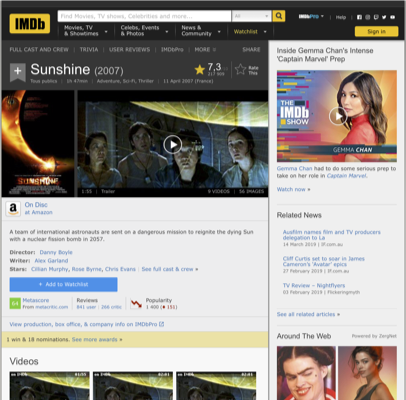 IMDb
Find Movies, TV shows, Celebrities and more...
All
IMDbPro
Help
Movies, TV & Showtimes
Celebs, Events & Photos
News & Community
Watchlist
Sign in
FULL CAST AND CREW | TRIVIA | USER REVIEWS | IMDbPro | MORE
SHARE
Sunshine (2007)
7,3
Rate This
Tous publics | 1h 47min | Adventure, Sci-Fi, Thriller | 11 April 2007 (France)
SUNSHINE
1:55 | Trailer
9 VIDEOS | 56 IMAGES
On Disc
at Amazon
A team of international astronauts are sent on a dangerous mission to reignite the dying Sun
with a nuclear fission bomb in 2057.
Director: Danny Boyle
Writer: Alex Garland
Stars: Cillian Murphy, Rose Byrne, Chris Evans | See full cast & crew »
+ Add to Watchlist
64
Metascore
From metacritic.com
Reviews
841 user | 266 critic
Popularity
1 400 (151)
View production, box office, & company info on IMDbPro
1 win & 18 nominations. See more awards »
Videos
Inside Gemma Chan's Intense
'Captain Marvel' Prep
THE
IMDb
SHOW
GEMMA CHAN
Gemma Chan had to do some serious prep to
take on her role in Captain Marvel.
Watch now »
Related News
Ausfilm names film and TV producers
delegation to LA
14 March 2019 | if.com.au
Cliff Curtis set to soar in James
Cameron's 'Avatar' epics
27 February 2019 | if.com.au
TV Review – Nightflyers
03 February 2019 | Flickeringmyth
See all related articles »
Around The Web
Powered by ZergNet